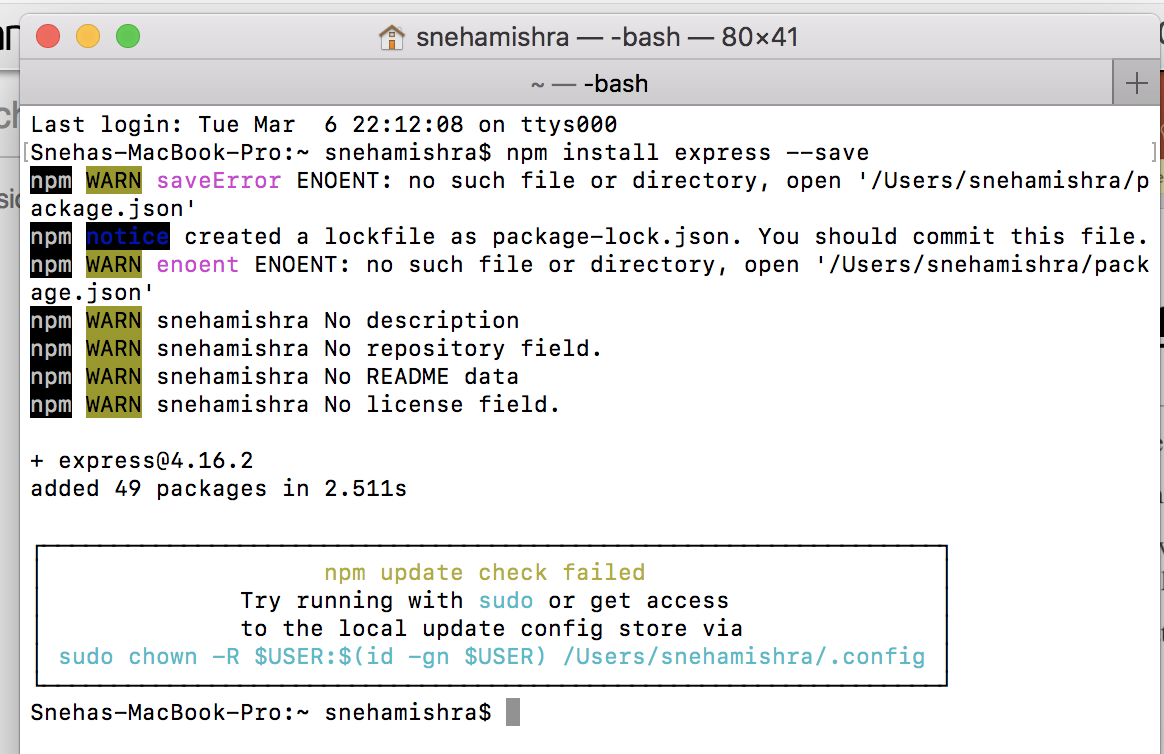 snehamishra — -bash — 80×41
~ — -bash
Last login: Tue Mar  6 22:12:08 on ttys000
[Snehas-MacBook-Pro:~ snehamishra$ npm install express --save ]
npm WARN saveError ENOENT: no such file or directory, open '/Users/snehamishra/p
ackage.json'
npm notice created a lockfile as package-lock.json. You should commit this file.
npm WARN enoent ENOENT: no such file or directory, open '/Users/snehamishra/pack
age.json'
npm WARN snehamishra No description
npm WARN snehamishra No repository field.
npm WARN snehamishra No README data
npm WARN snehamishra No license field.
+ express@4.16.2
added 49 packages in 2.511s
npm update check failed
Try running with sudo or get access
to the local update config store via
sudo chown -R $USER:$(id -gn $USER) /Users/snehamishra/.config
Snehas-MacBook-Pro:~ snehamishra$